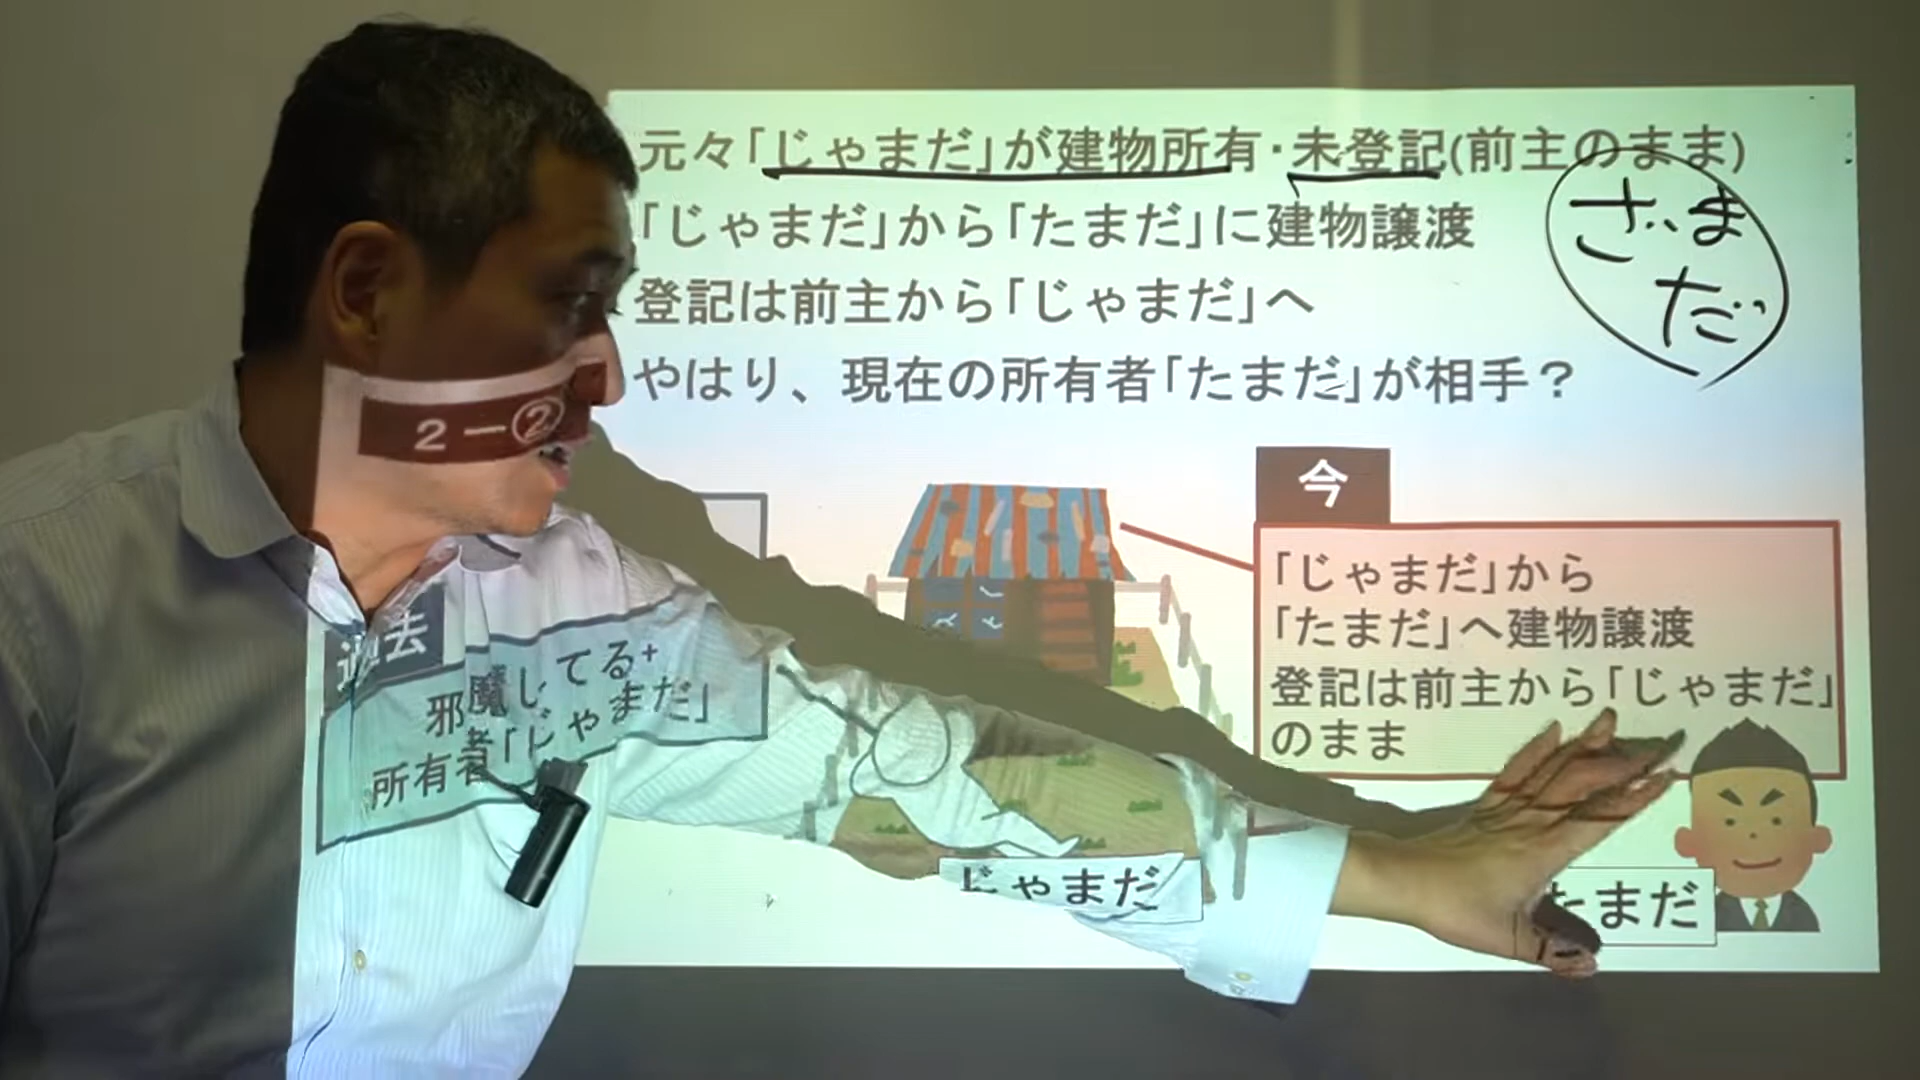 元々「じゃまだ」が建物所有・未登記(前主のまま)
「じゃまだ」から「たまだ」に建物譲渡
登記は前主から「じゃまだ」へ
やはり、現在の所有者「たまだ」が相手？
ざま
だ
2－②
今
「じゃまだ」から
「たまだ」へ建物譲渡
登記は前主から「じゃまだ」
のまま
過去
邪魔してる+
所有者「じゃまだ」
じゃまだ
たまだ